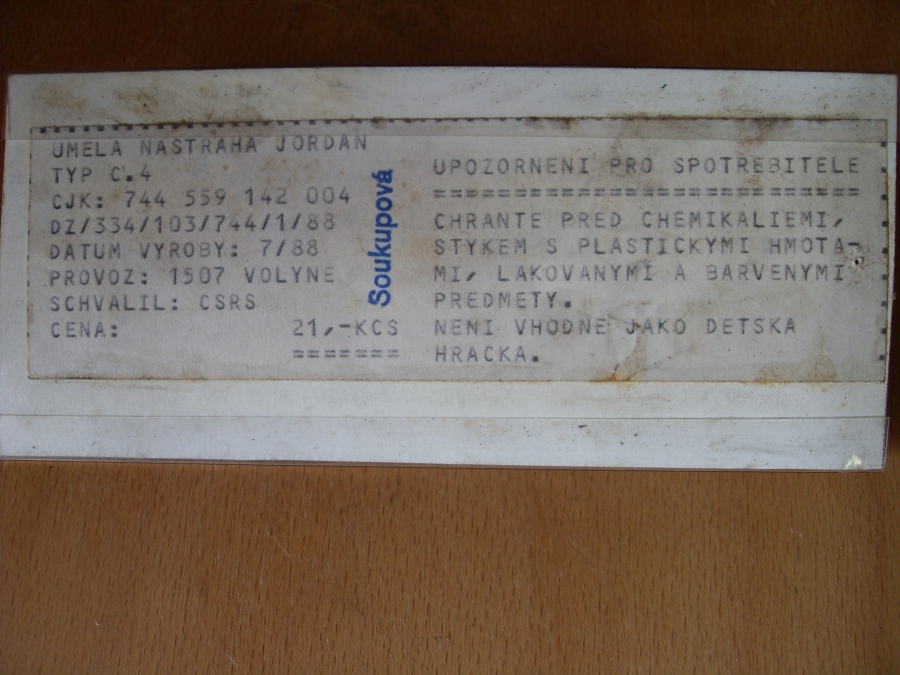 UMELA NASTRAHA JORDAN
TYP C.4
CJK: 744 559 142 004
DZ/334/103/744/1/88
DATUM VYROBY: 7/88
PROVOZ: 1507 VOLYNE
SCHVALIL: CSRS
CENA: 21,-KCS
=======
Soukupová
UPOZORNENI PRO SPOTREBITELE
===========================
CHRANTE PRED CHEMIKALIEMI,
STYKEM S PLASTICKYMI HMOTA-
MI, LAKOVANYMI A BARVENYMI
PREDMETY.
NENI VHODNE JAKO DETSKA
HRACKA.